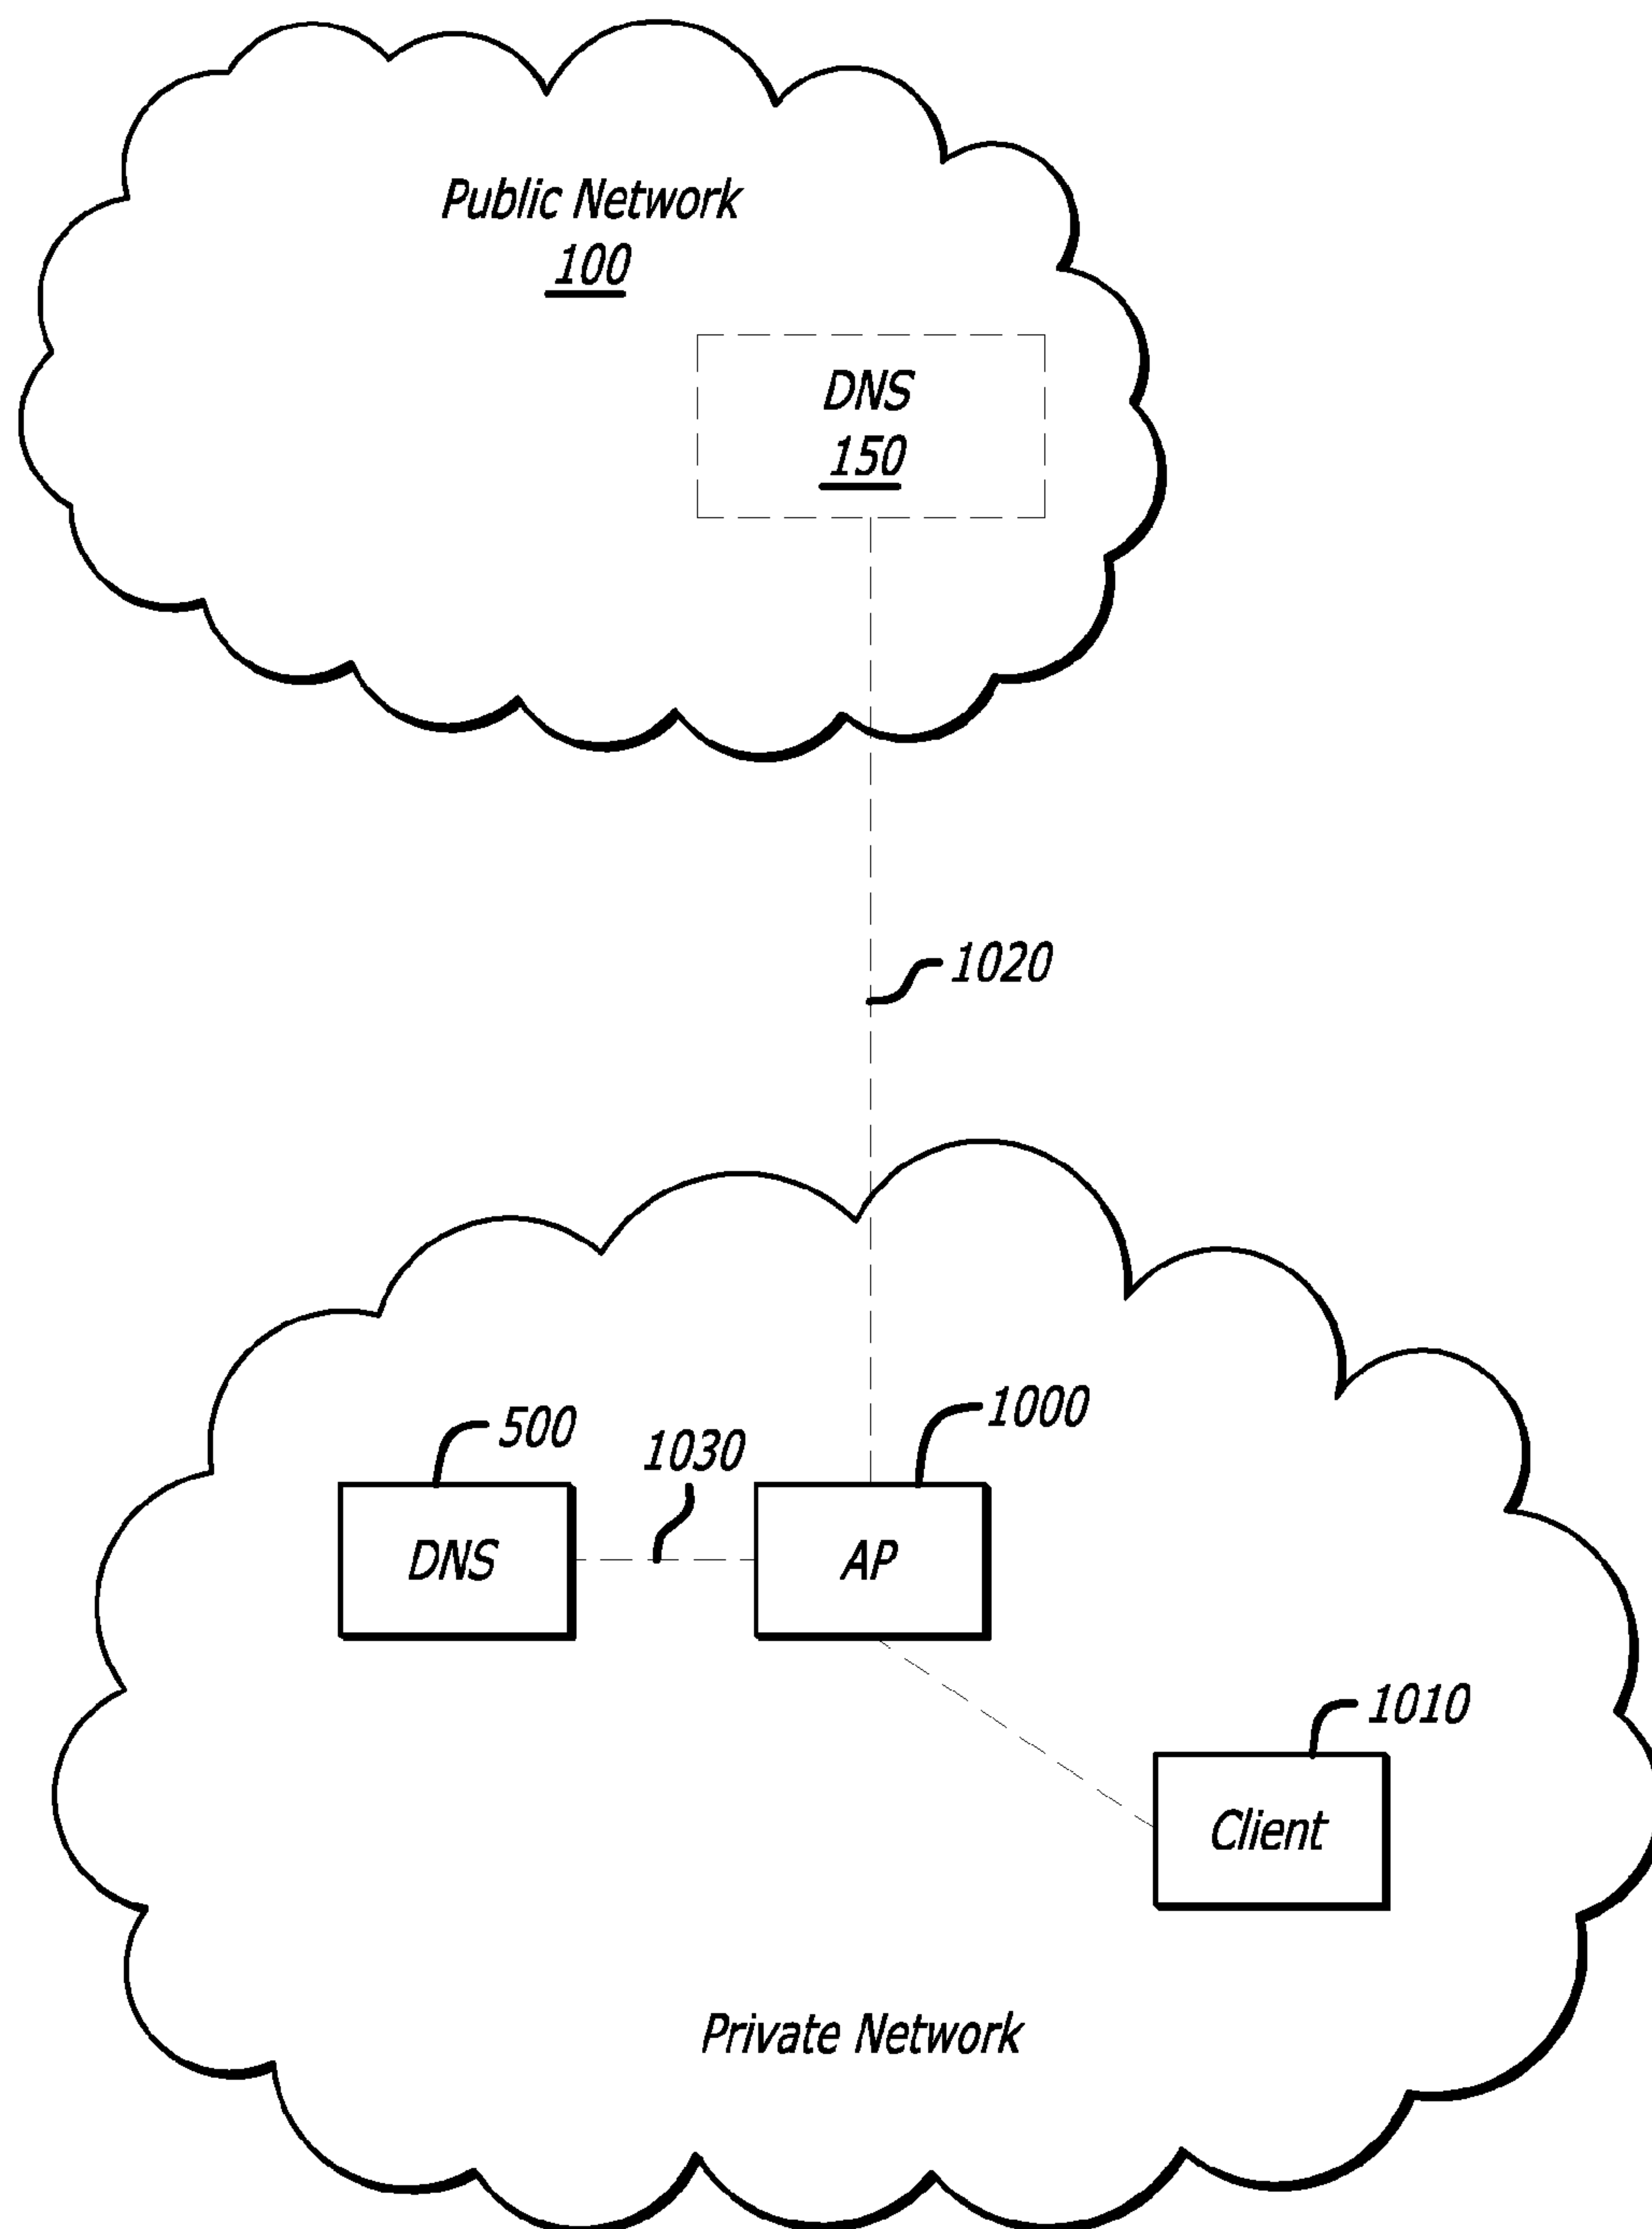 Public Network
100
DNS
150
1020
500
1030
1000
DNS
AP
1010
Client
Private Network